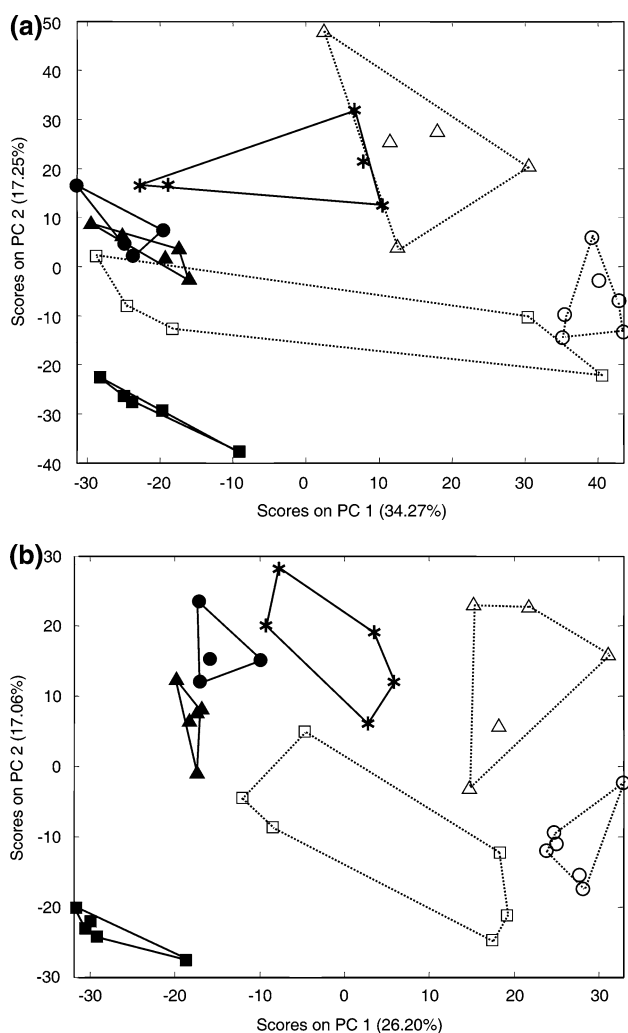 (a)
50
40
30
20
10
0
-10
-20
-30
-40
Scores on PC 2 (17.25%)
-30 -20 -10 0 10 20 30 40
Scores on PC 1 (34.27%)
(b)
30
20
10
0
-10
-20
-30
Scores on PC 2 (17.06%)
-30 -20 -10 0 10 20 30
Scores on PC 1 (26.20%)